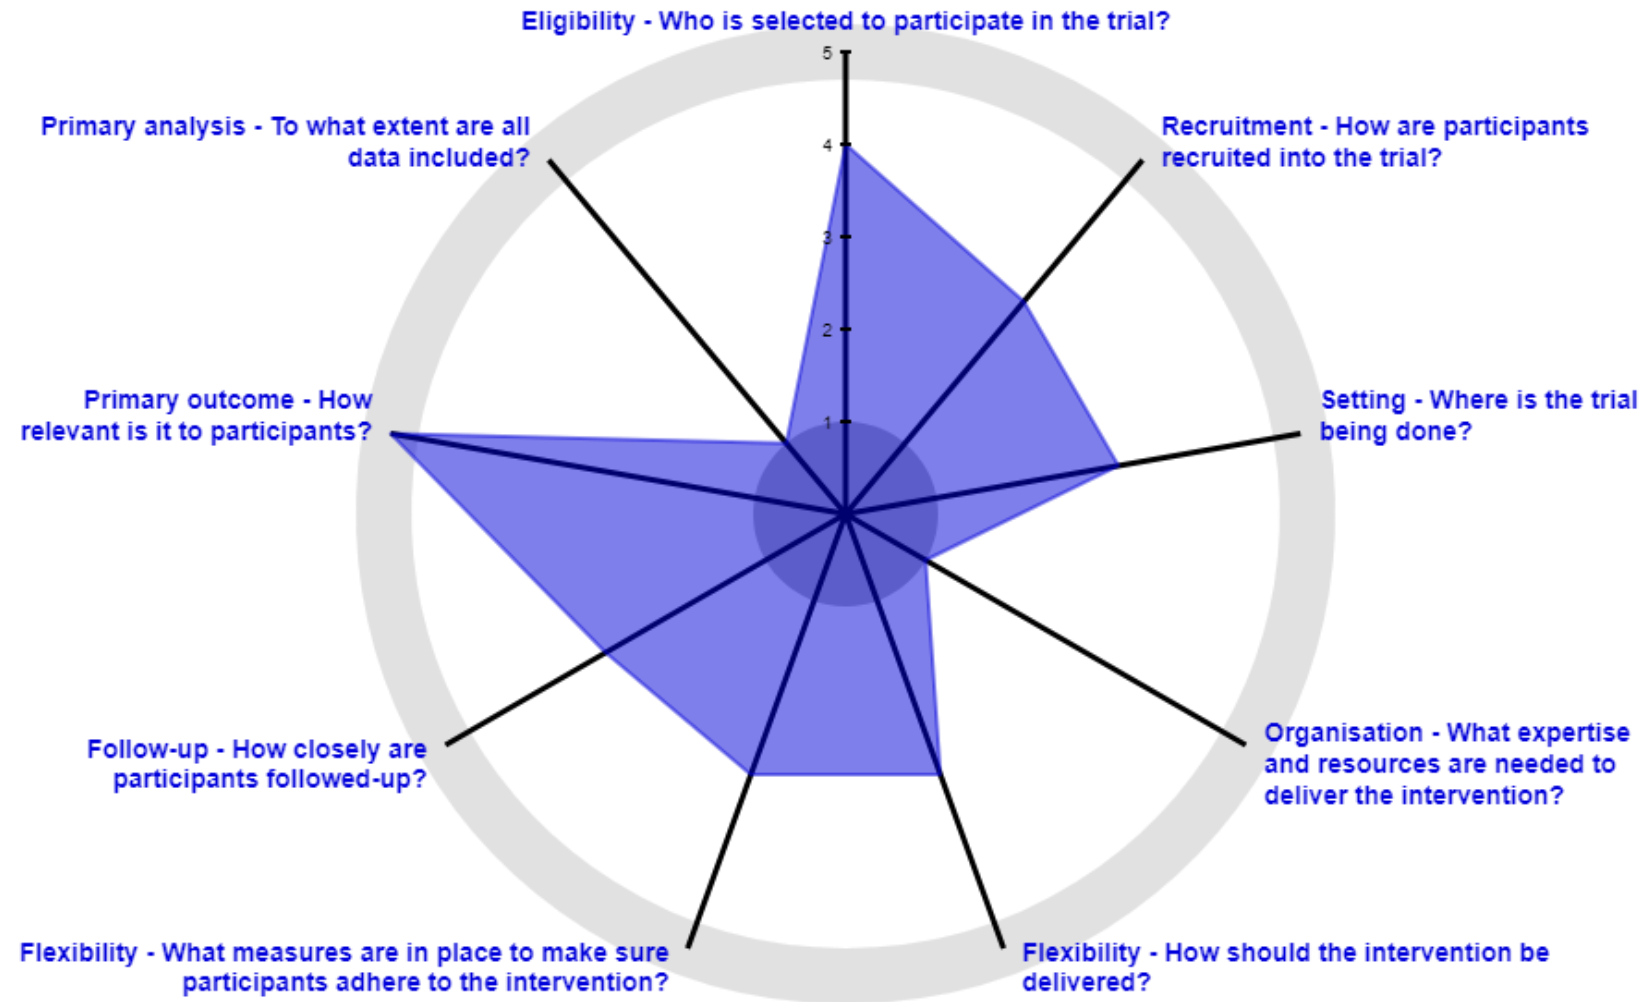 Eligibility - Who is selected to participate in the trial?
5
Primary analysis - To what extent are all
data included?
Recruitment - How are participants
recruited into the trial?
4
3
2
1
Primary outcome - How
relevant is it to participants?
Setting - Where is the trial
being done?
Follow-up - How closely are
participants followed-up?
Organisation - What expertise
and resources are needed to
deliver the intervention?
Flexibility - What measures are in place to make sure
participants adhere to the intervention?
Flexibility - How should the intervention be
delivered?